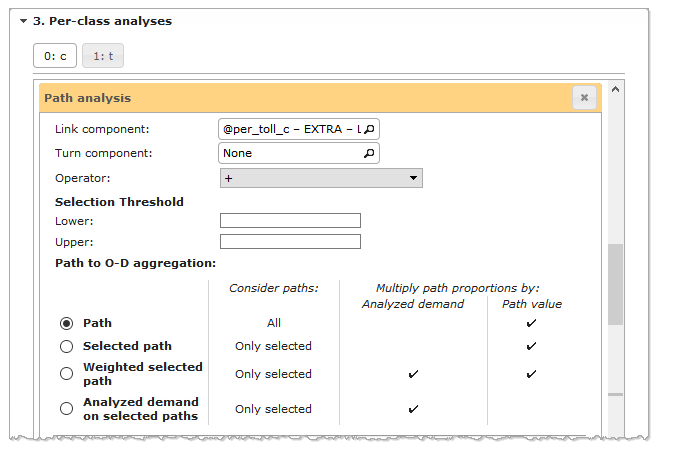 3. Per-class analyses
0: c 1: t
Path analysis
Link component: @per_toll_c – EXTRA – L
Turn component: None
Operator: +
Selection Threshold
Lower:
Upper:
Path to O-D aggregation:
Consider paths: Multiply path proportions by:
Analyzed demand Path value
Path All ✓
Selected path Only selected ✓
Weighted selected
path Only selected ✓ ✓
Analyzed demand
on selected paths Only selected ✓